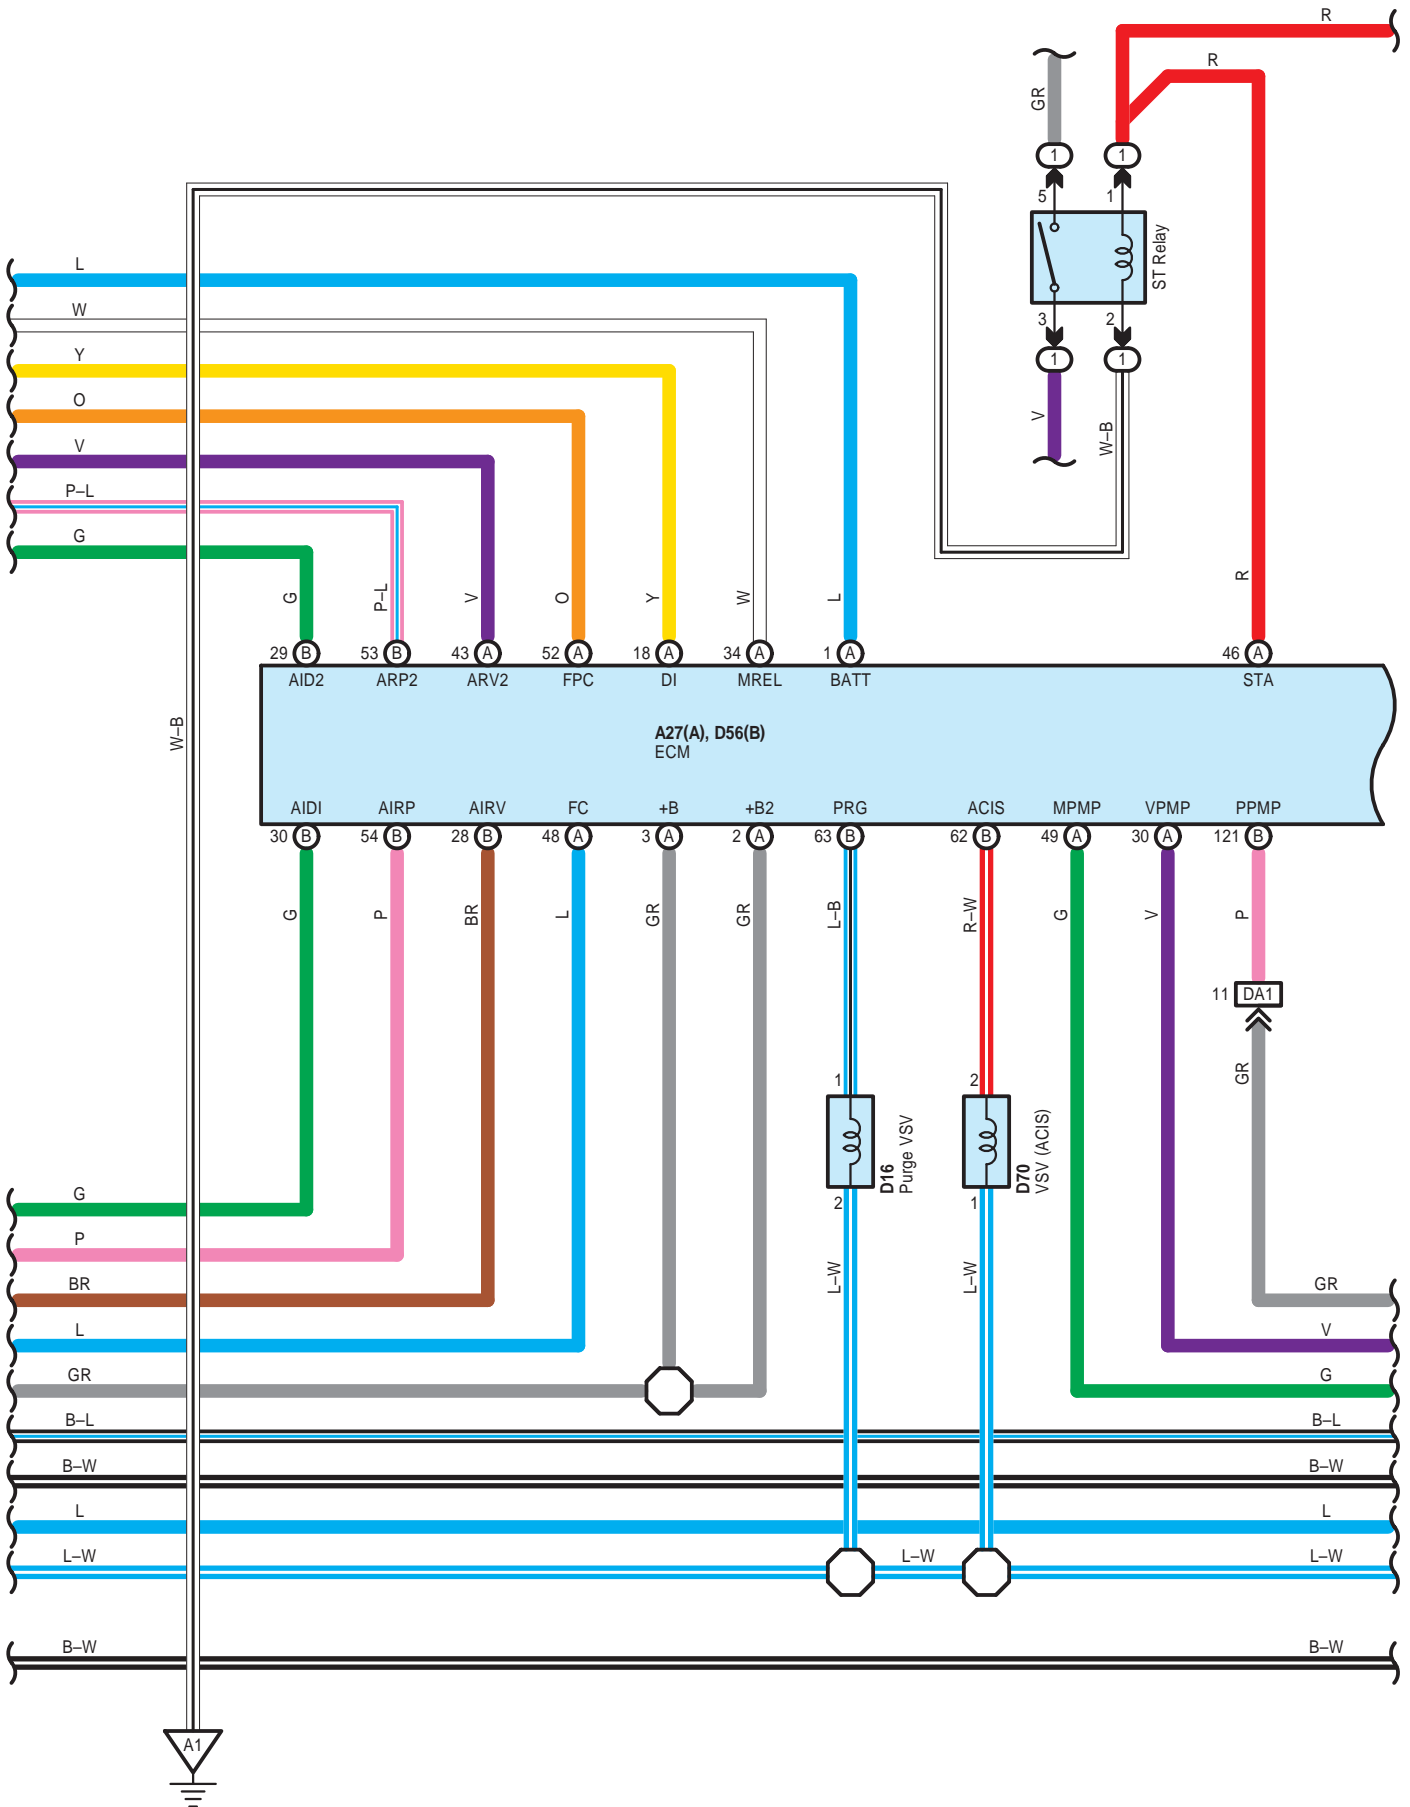 R
R
GR
1
1
5
1
ST Relay
3
2
1
1
V
W–B
L
W
Y
O
V
P–L
G
G
P–L
V
O
Y
W
L
R
29 B
53 B
43 A
52 A
18 A
34 A
1 A
46 A
AID2
ARP2
ARV2
FPC
DI
MREL
BATT
STA
W–B
A27(A), D56(B)
ECM
AIDI
AIRP
AIRV
FC
+B
+B2
PRG
ACIS
MPMP
VPMP
PPMP
30 B
54 B
28 B
48 A
3 A
2 A
63 B
62 B
49 A
30 A
121 B
G
P
BR
L
GR
GR
L–B
R–W
G
V
P
11 DA1
GR
1
2
D16
Purge VSV
D70
VSV (ACIS)
2
1
L–W
L–W
G
P
BR
GR
L
V
GR
G
B–L
B–L
B–W
B–W
L
L
L–W
L–W
L–W
B–W
B–W
A1